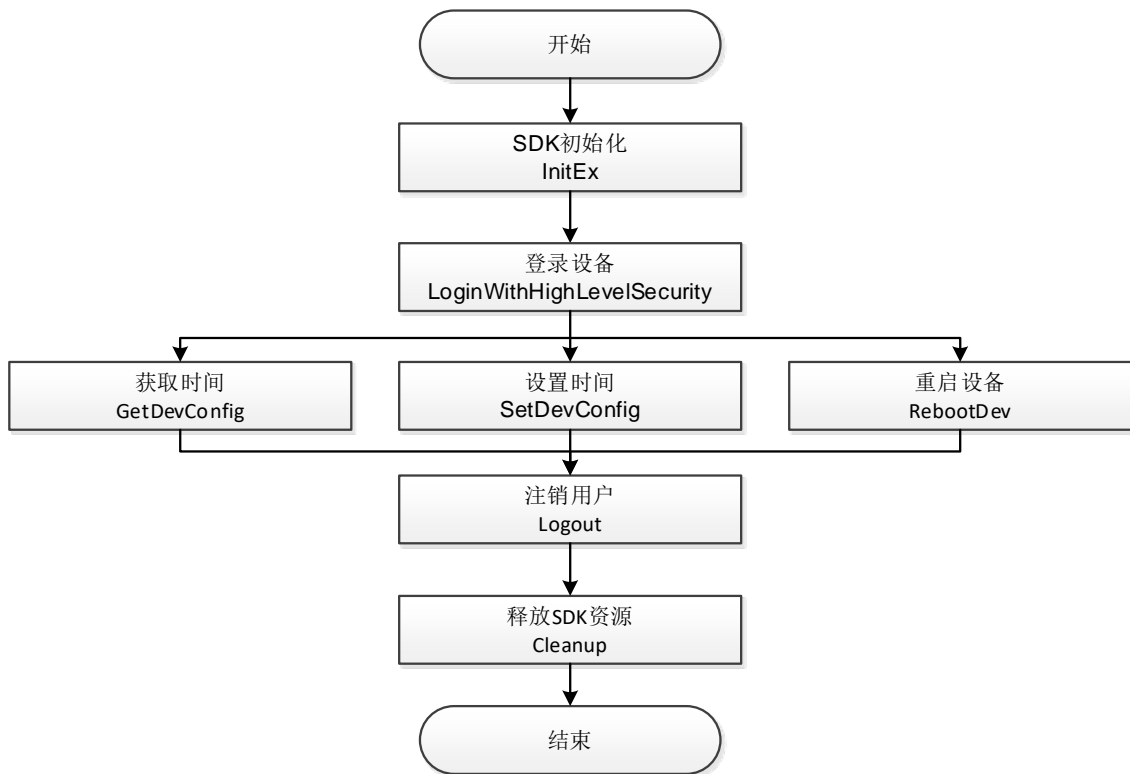 开始
SDK初始化
InitEx
登录设备
LoginWithHighLevelSecurity
获取时间
GetDevConfig
设置时间
SetDevConfig
重启设备
RebootDev
注销用户
Logout
释放SDK资源
Cleanup
结束